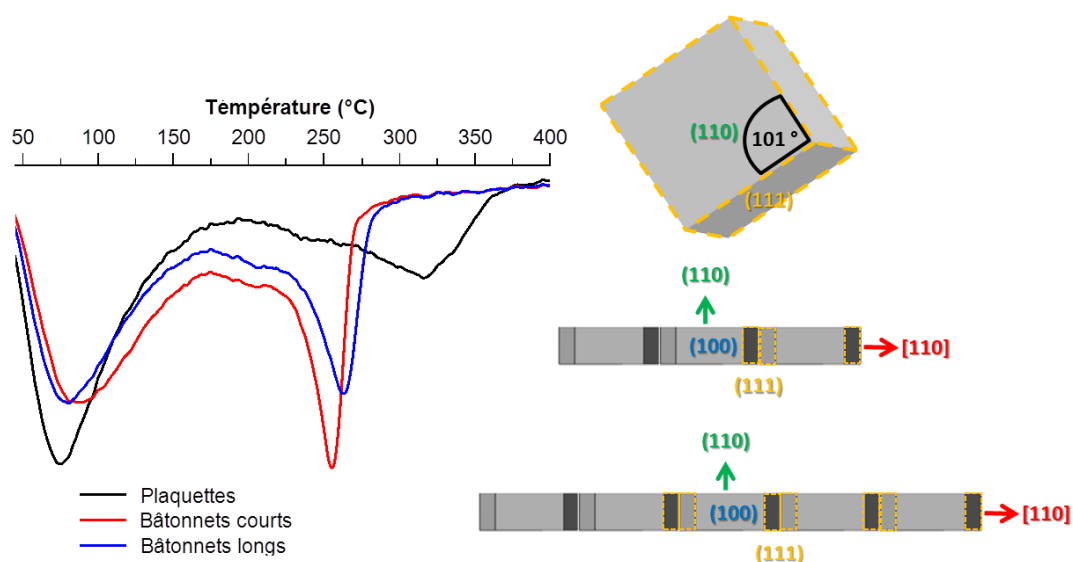 Température (°C)
50 100 150 200 250 300 350 400
Plaquettes
Bâtonnets courts
Bâtonnets longs
(110)
101 °
(111)
(110)
(100)
[110]
(111)
(110)
(100)
[110]
(111)